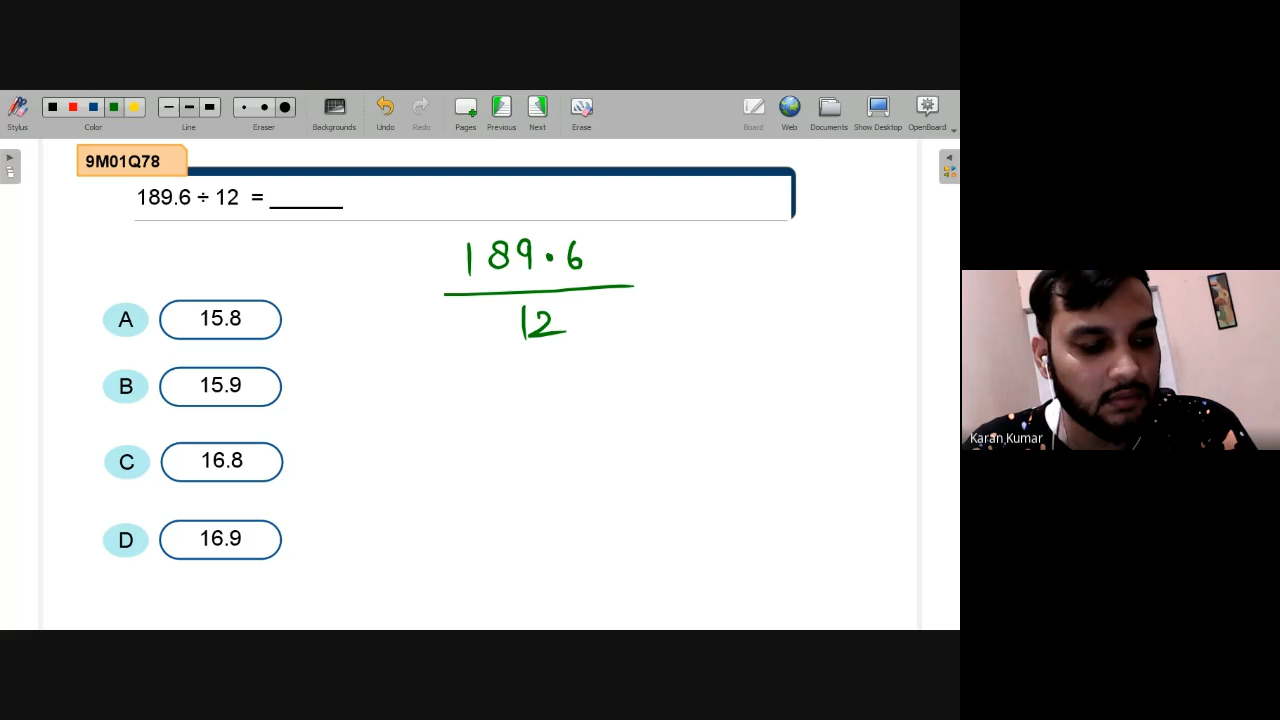 Stylus Color Line Eraser Backgrounds Undo Redo Pages Previous Next Erase Board Web Documents Show Desktop OpenBoard
9M01Q78
189.6 ÷ 12 = ______
189.6
12
A 15.8
B 15.9
C 16.8
D 16.9
Karan Kumar